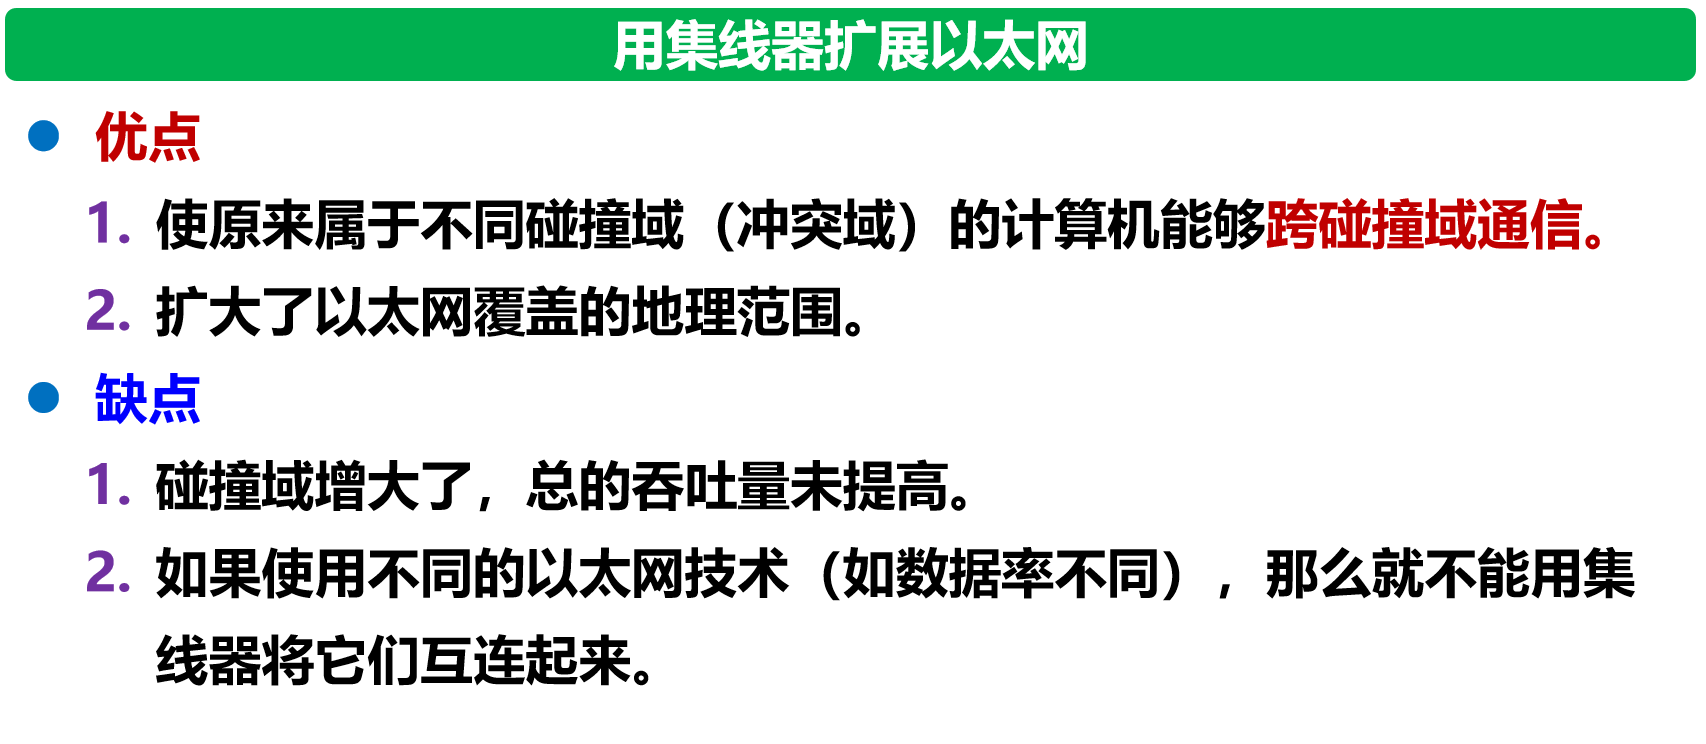 用集线器扩展以太网
● 优点
1. 使原来属于不同碰撞域（冲突域）的计算机能够跨碰撞域通信。
2. 扩大了以太网覆盖的地理范围。
● 缺点
1. 碰撞域增大了，总的吞吐量未提高。
2. 如果使用不同的以太网技术（如数据率不同），那么就不能用集
线器将它们互连起来。